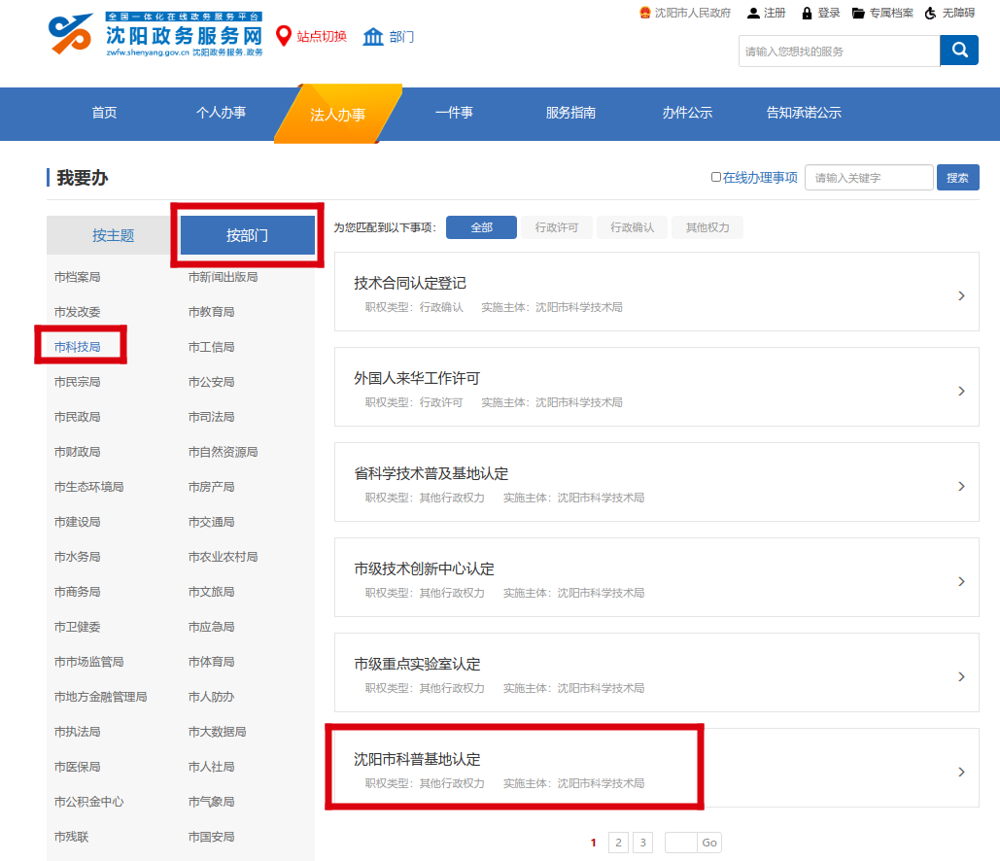 全国一体化在线政务服务平台
沈阳政务服务网
zwfw.shenyang.gov.cn 沈阳政务服务.政务
站点切换
部门
沈阳市人民政府 注册 登录 专属档案 无障碍
请输入您想找的服务
首页 个人办事 法人办事 一件事 服务指南 办件公示 告知承诺公示
我要办
在线办理事项 请输入关键字 搜索
按主题 按部门
市档案局 市新闻出版局
市发改委 市教育局
市科技局 市工信局
市民宗局 市公安局
市民政局 市司法局
市财政局 市自然资源局
市生态环境局 市房产局
市建设局 市交通局
市水务局 市农业农村局
市商务局 市文旅局
市卫健委 市应急局
市市场监管局 市体育局
市地方金融管理局 市人防办
市执法局 市大数据局
市医保局 市人社局
市公积金中心 市气象局
市残联 市国安局
为您匹配到以下事项: 全部 行政许可 行政确认 其他权力
技术合同认定登记
职权类型: 行政确认 实施主体: 沈阳市科学技术局
外国人来华工作许可
职权类型: 行政许可 实施主体: 沈阳市科学技术局
省科学技术普及基地认定
职权类型: 其他行政权力 实施主体: 沈阳市科学技术局
市级技术创新中心认定
职权类型: 其他行政权力 实施主体: 沈阳市科学技术局
市级重点实验室认定
职权类型: 其他行政权力 实施主体: 沈阳市科学技术局
沈阳市科普基地认定
职权类型: 其他行政权力 实施主体: 沈阳市科学技术局
1 2 3 Go